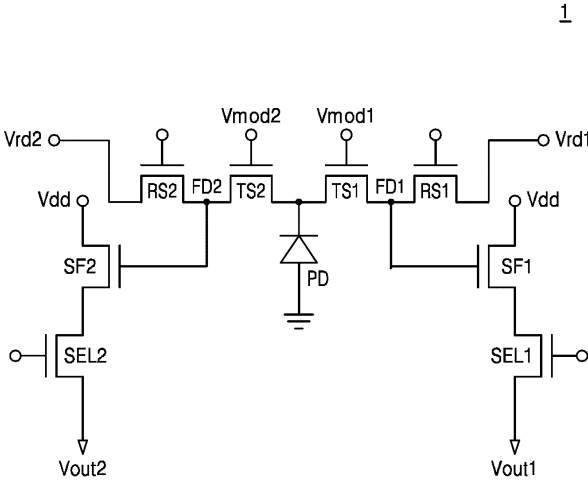 1
Vmod2 Vmod1
Vrd2 Vrd1
RS2 FD2 TS2 TS1 FD1 RS1
Vdd Vdd
SF2 PD SF1
SEL2 SEL1
Vout2 Vout1